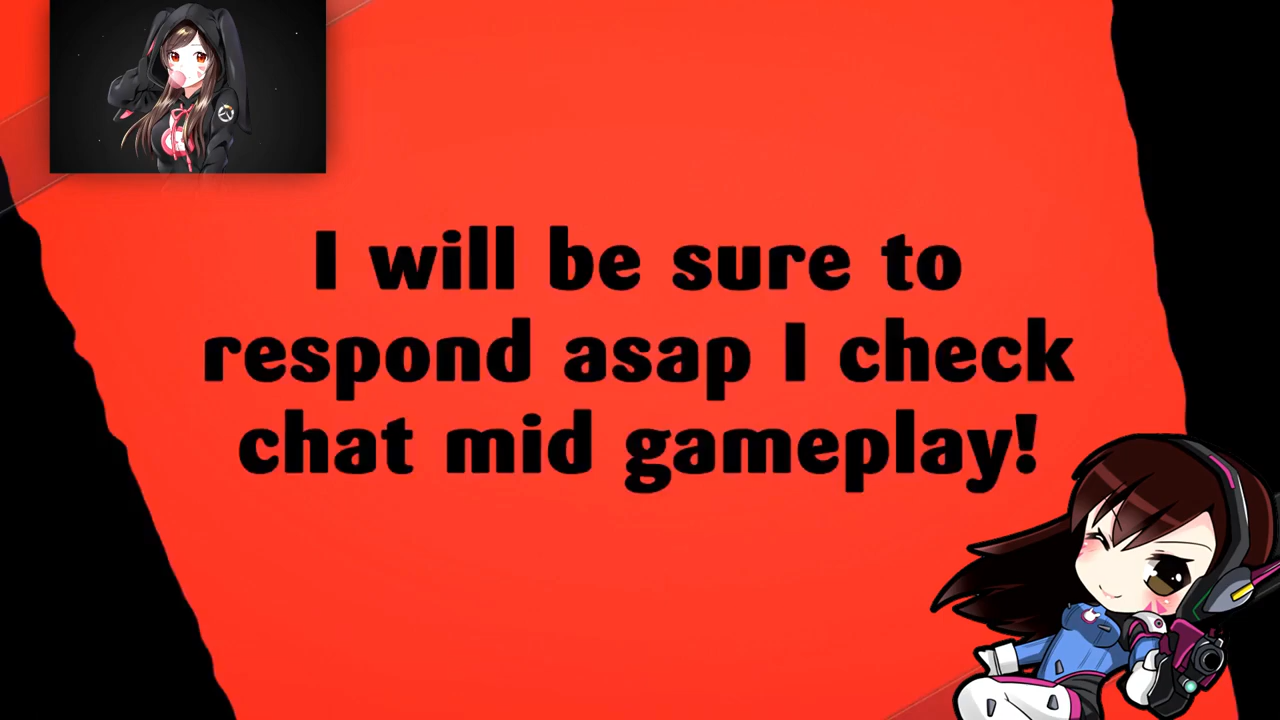 I will be sure to
respond asap I check
chat mid gameplay!